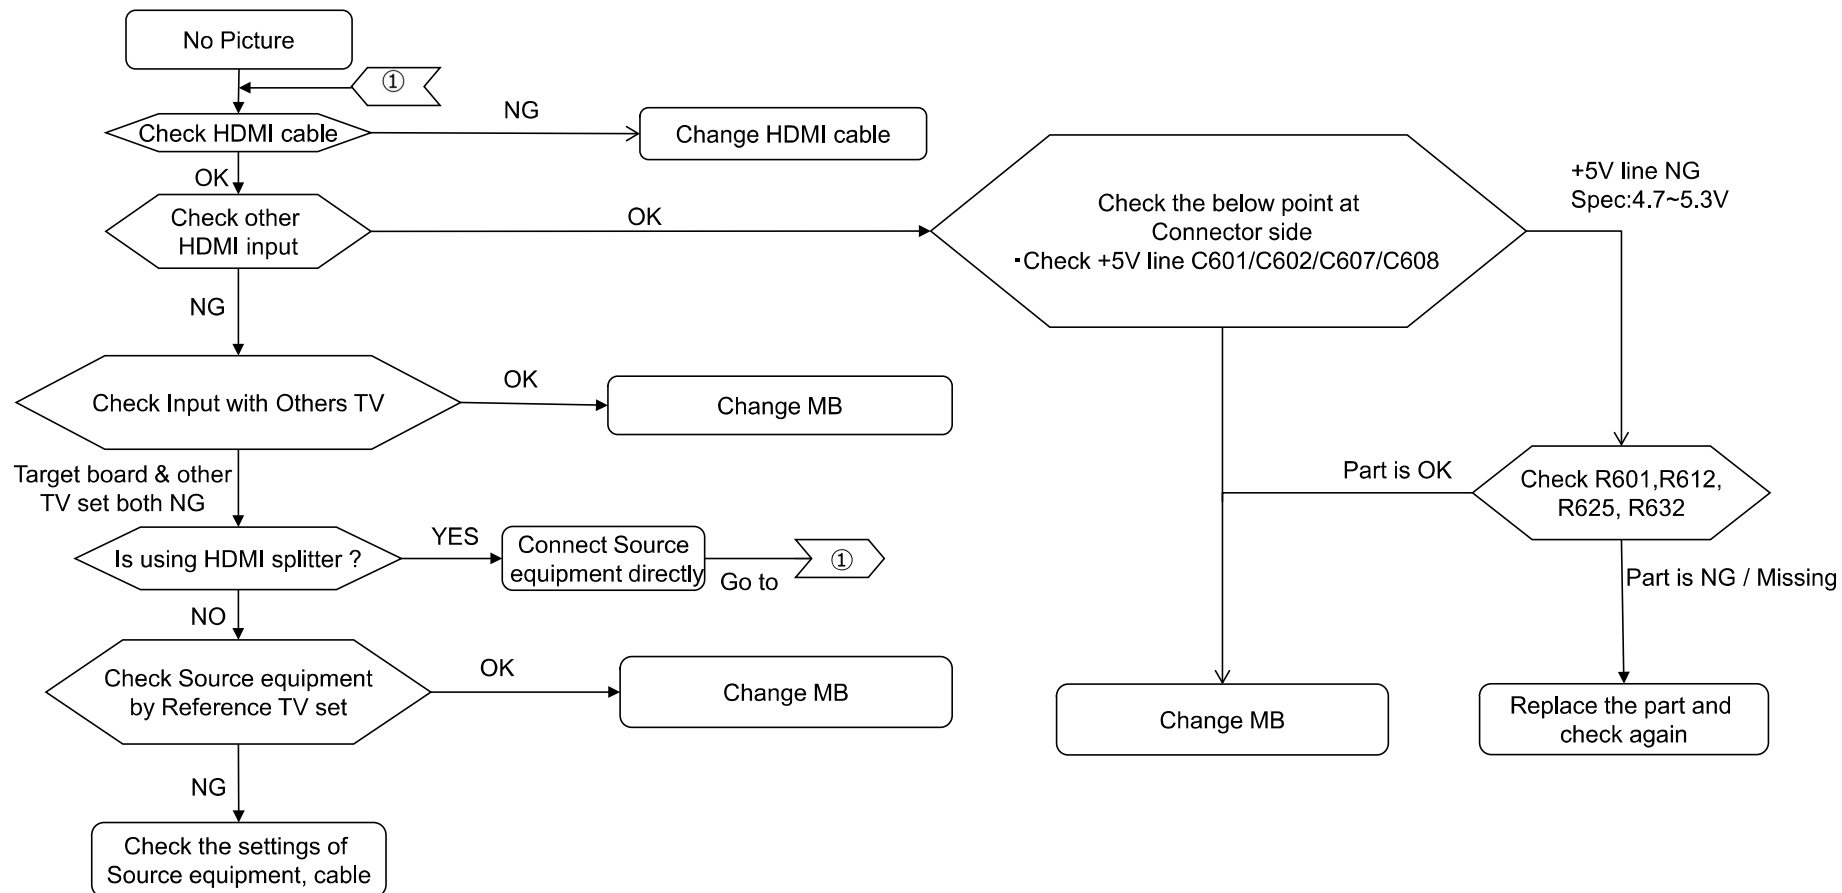 No Picture
①
Check HDMI cable
NG
Change HDMI cable
OK
Check other
HDMI input
OK
Check the below point at
Connector side
･Check +5V line C601/C602/C607/C608
+5V line NG
Spec:4.7~5.3V
NG
Check Input with Others TV
OK
Change MB
Target board & other
TV set both NG
Part is OK
Check R601,R612,
R625, R632
Is using HDMI splitter ?
YES
Connect Source
equipment directly
Go to
①
Part is NG / Missing
NO
Check Source equipment
by Reference TV set
OK
Change MB
Change MB
Replace the part and
check again
NG
Check the settings of
Source equipment, cable